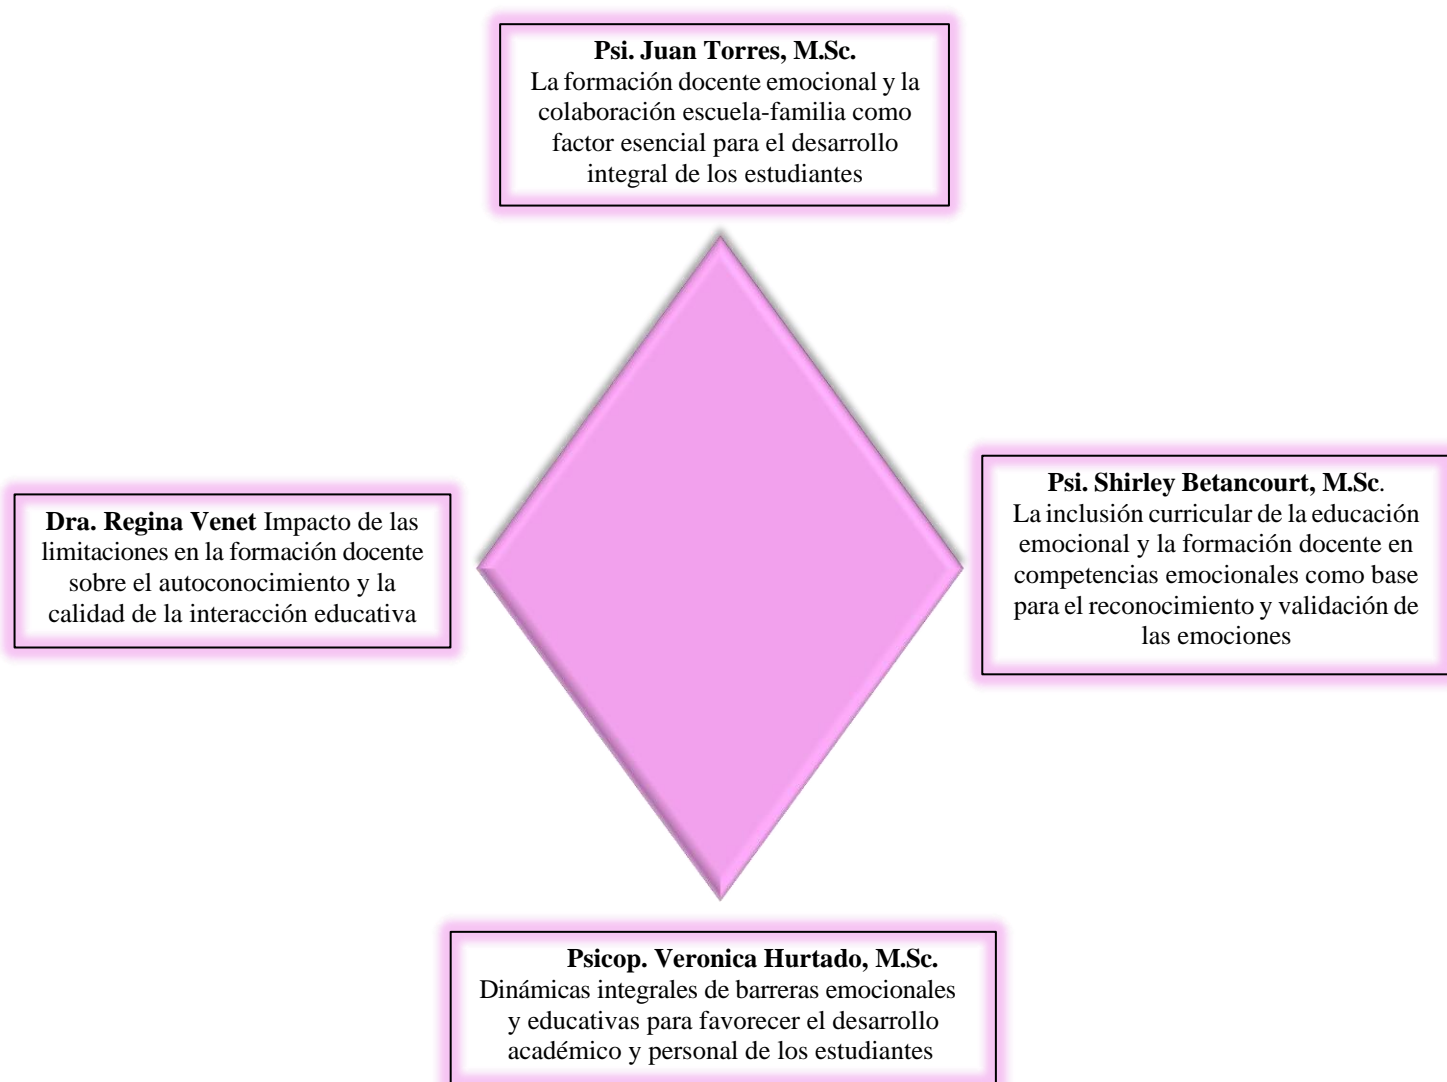 Psi. Juan Torres, M.Sc.
La formación docente emocional y la
colaboración escuela-familia como
factor esencial para el desarrollo
integral de los estudiantes
Dra. Regina Venet Impacto de las
limitaciones en la formación docente
sobre el autoconocimiento y la
calidad de la interacción educativa
Psi. Shirley Betancourt, M.Sc.
La inclusión curricular de la educación
emocional y la formación docente en
competencias emocionales como base
para el reconocimiento y validación de
las emociones
Psicop. Veronica Hurtado, M.Sc.
Dinámicas integrales de barreras emocionales
y educativas para favorecer el desarrollo
académico y personal de los estudiantes